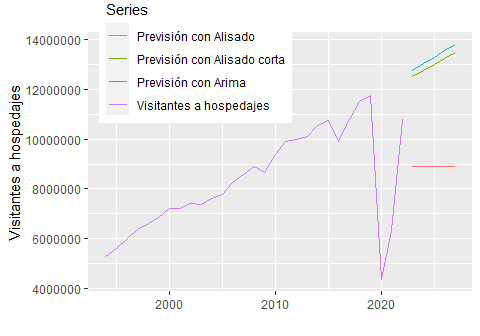 Series
Previsión con Alisado
Previsión con Alisado corta
Previsión con Arima
Visitantes a hospedajes
Visitantes a hospedajes
14000000
12000000
10000000
8000000
6000000
4000000
2000
2010
2020